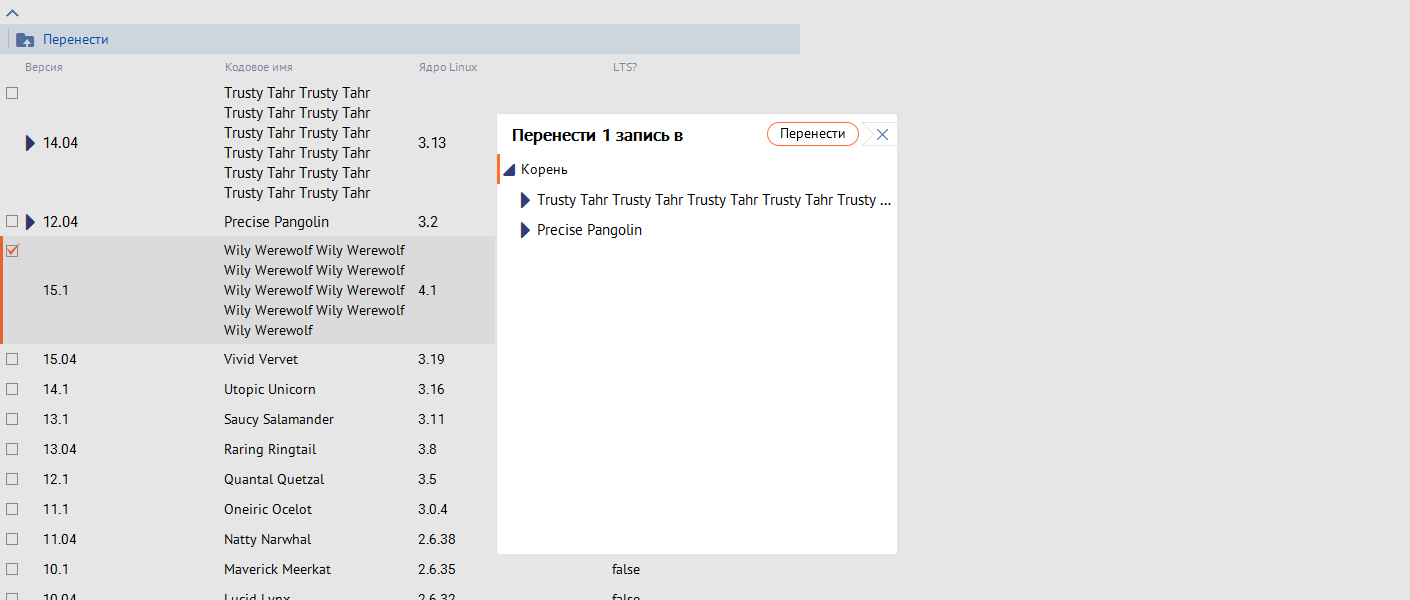 Перенести
Версия Кодовое имя Ядро Linux LTS?
Trusty Tahr Trusty Tahr
Trusty Tahr Trusty Tahr
Trusty Tahr Trusty Tahr
14.04 3.13
Trusty Tahr Trusty Tahr
Trusty Tahr Trusty Tahr
Trusty Tahr Trusty Tahr
12.04 Precise Pangolin 3.2
Wily Werewolf Wily Werewolf
Wily Werewolf Wily Werewolf
15.1 Wily Werewolf Wily Werewolf 4.1
Wily Werewolf Wily Werewolf
Wily Werewolf
15.04 Vivid Vervet 3.19
14.1 Utopic Unicorn 3.16
13.1 Saucy Salamander 3.11
13.04 Raring Ringtail 3.8
12.1 Quantal Quetzal 3.5
11.1 Oneiric Ocelot 3.0.4
11.04 Natty Narwhal 2.6.38
10.1 Maverick Meerkat 2.6.35 false
10.04 Lucid Lynx 2.6.32 false
Перенести 1 запись в Перенести
Корень
Trusty Tahr Trusty Tahr Trusty Tahr Trusty Tahr Trusty ...
Precise Pangolin